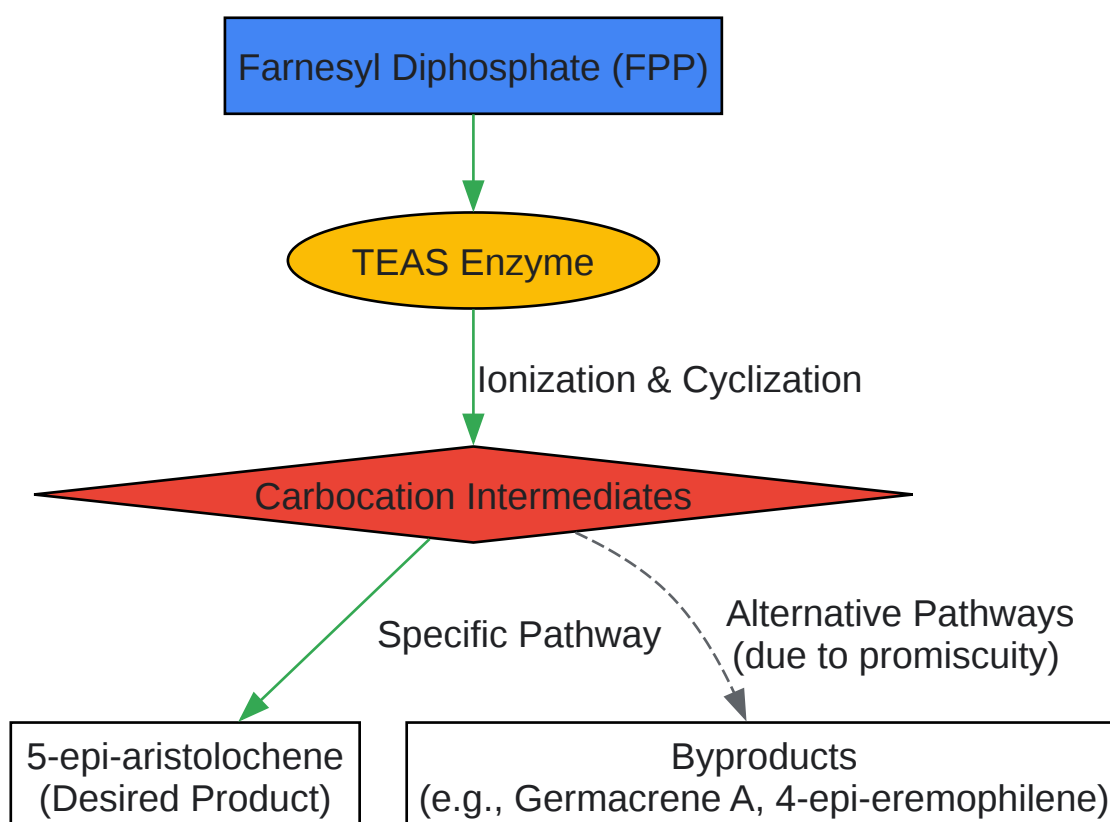 Farnesyl Diphosphate (FPP)
TEAS Enzyme
Ionization & Cyclization
Carbocation Intermediates
Specific Pathway
Alternative Pathways
(due to promiscuity)
5-epi-aristolochene
(Desired Product)
Byproducts
(e.g., Germacrene A, 4-epi-eremophilene)